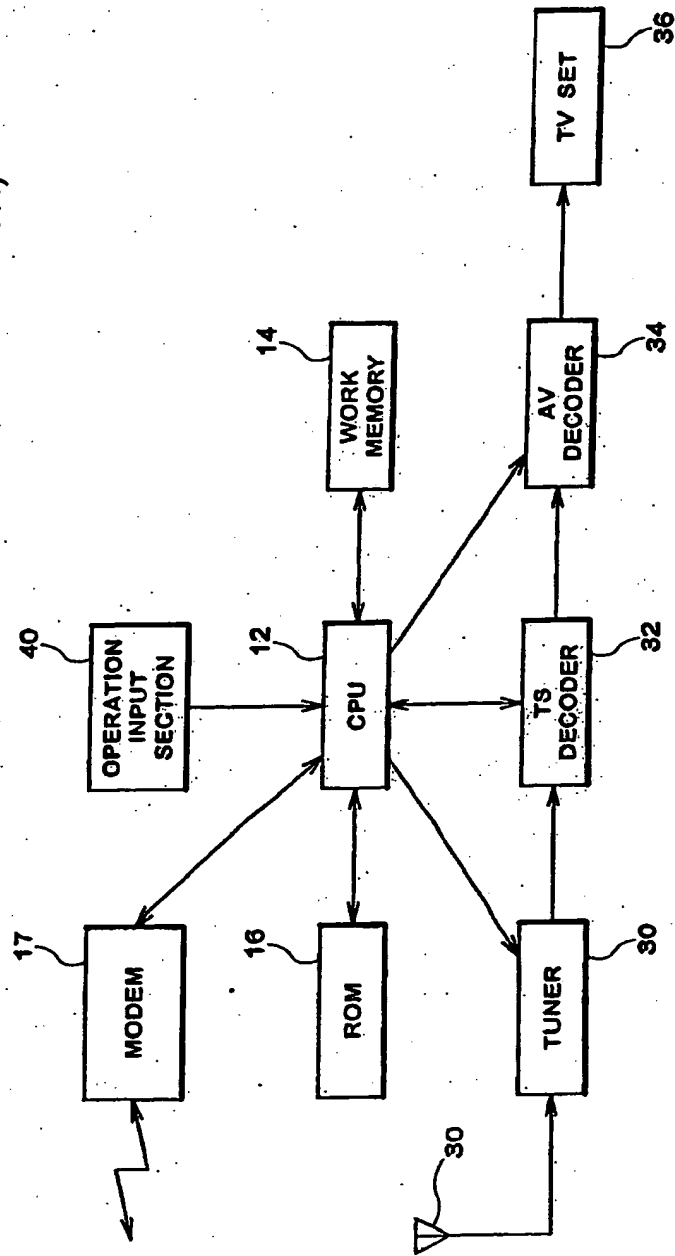 17
MODEM
40
OPERATION
INPUT
SECTION
16
ROM
12
CPU
14
WORK
MEMORY
30
TUNER
30
TS
DECODER
32
AV
DECODER
34
TV SET
36